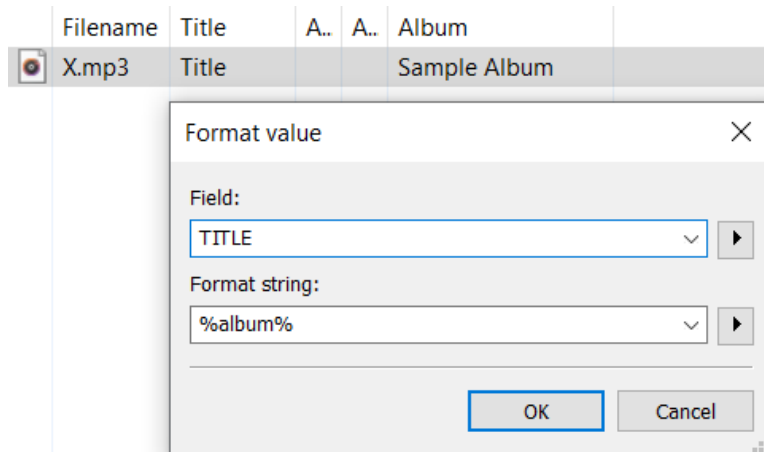 Filename Title A.. A.. Album
X.mp3 Title Sample Album
Format value
Field:
TITLE
Format string:
%album%
OK Cancel